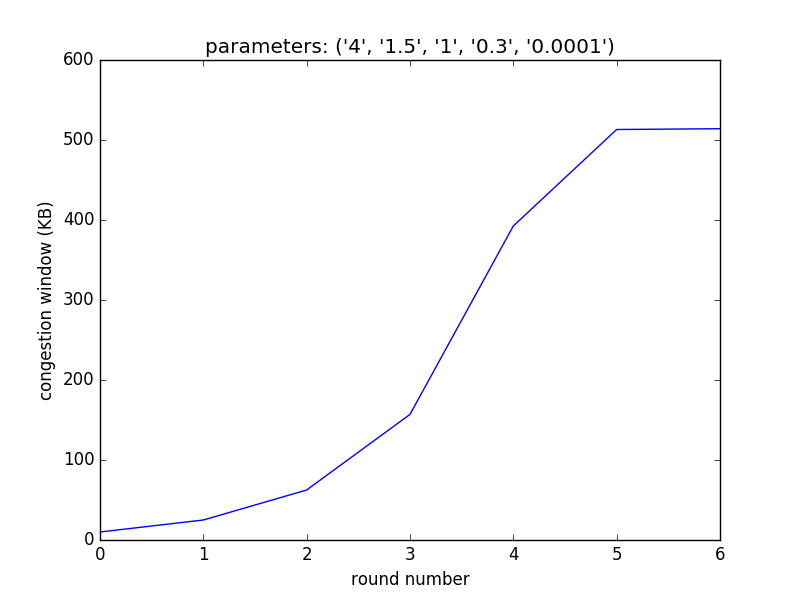 parameters: ('4', '1.5', '1', '0.3', '0.0001')
600
500
400
300
200
100
0
congestion window (KB)
0 1 2 3 4 5 6
round number